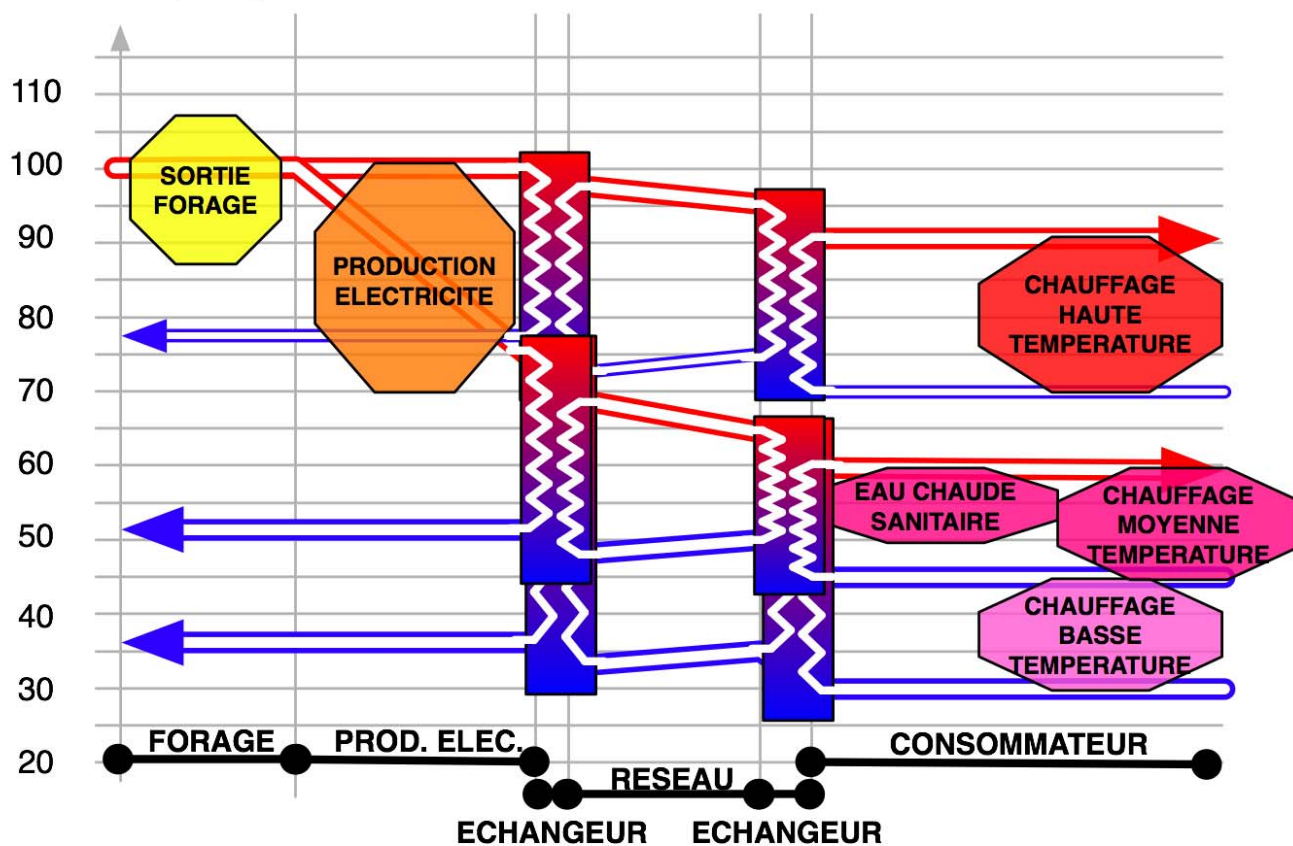 110
100
90
80
70
60
50
40
30
20
SORTIE
FORAGE
PRODUCTION
ELECTRICITE
CHAUFFAGE
HAUTE
TEMPERATURE
EAU CHAUDE
SANITAIRE
CHAUFFAGE
MOYENNE
TEMPERATURE
CHAUFFAGE
BASSE
TEMPERATURE
FORAGE
PROD. ELEC.
RESEAU
CONSOMMATEUR
ECHANGEUR
ECHANGEUR